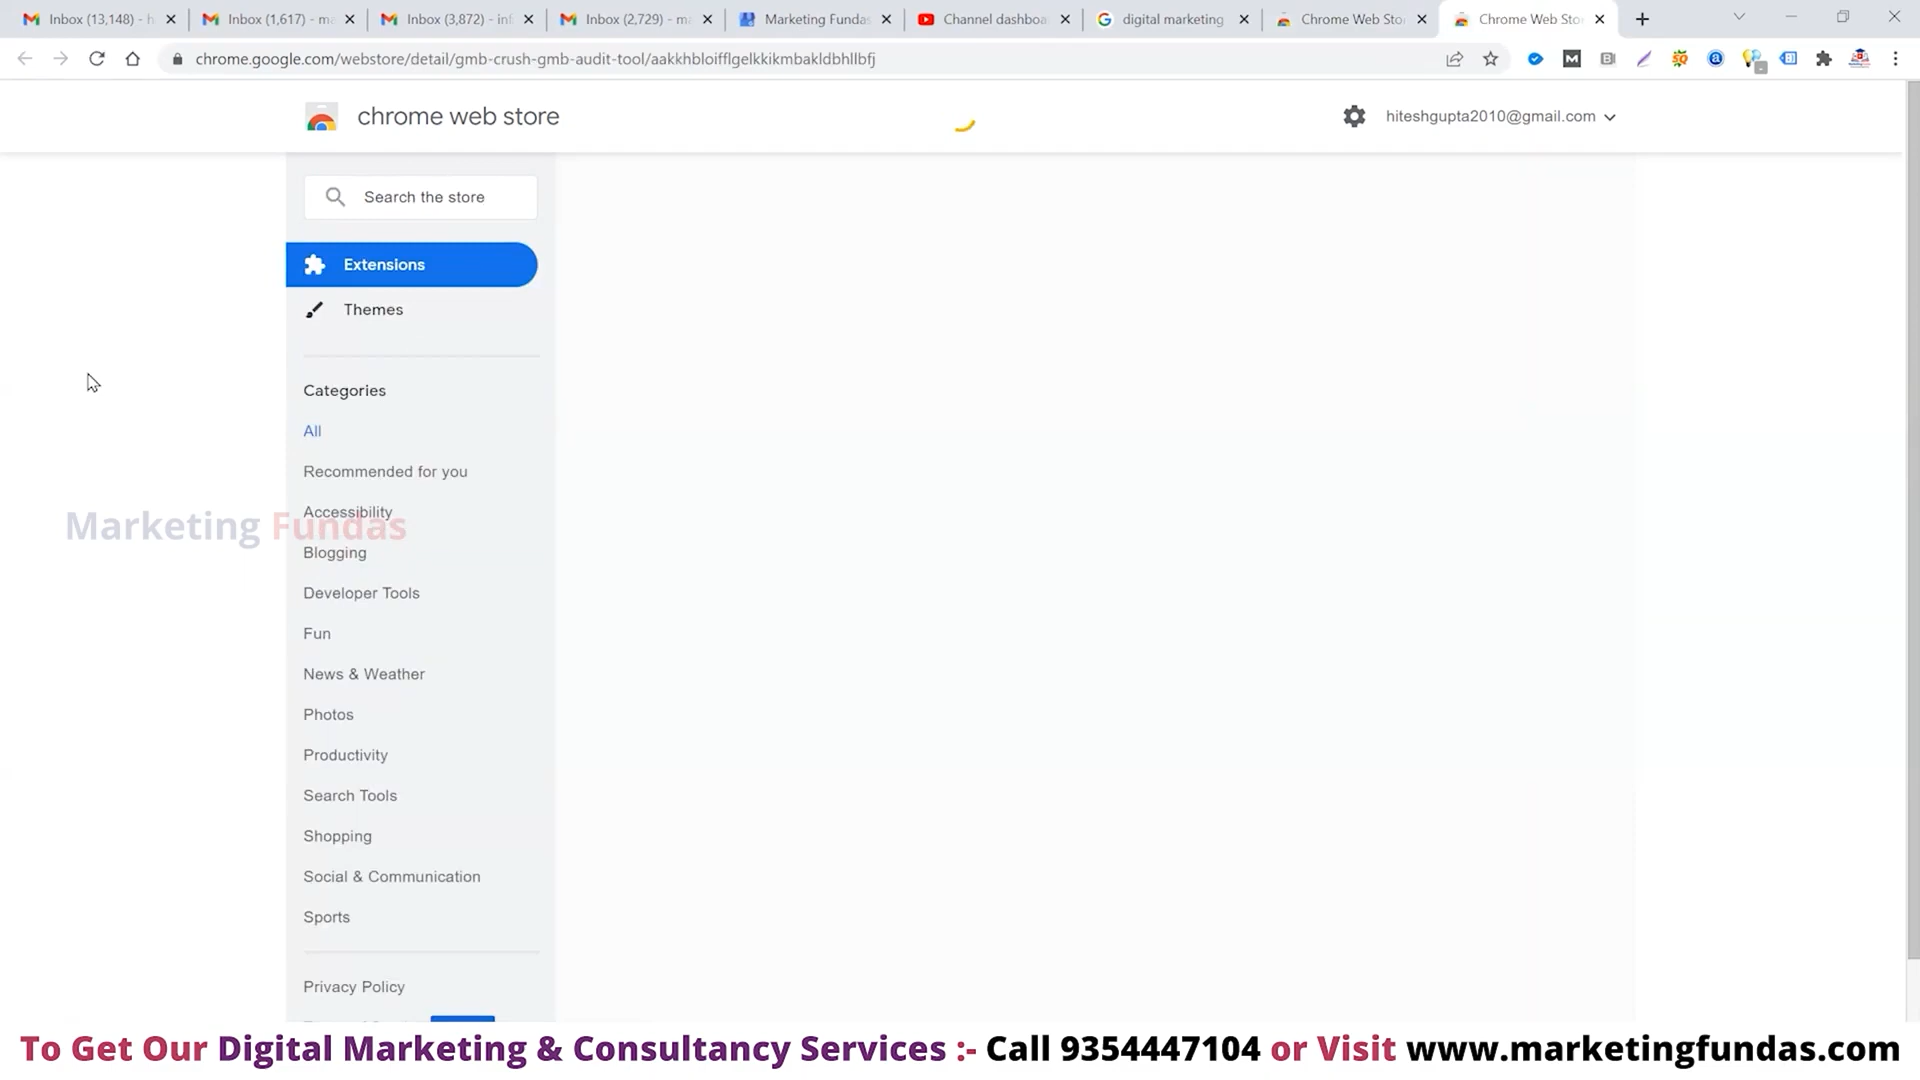 Inbox (13,148) - h
Inbox (1,617) - ma
Inbox (3,872) - inf
Inbox (2,729) - ma
Marketing Fundas
Channel dashboa
digital marketing
Chrome Web Sto
Chrome Web Sto
chrome.google.com/webstore/detail/gmb-crush-gmb-audit-tool/aakkhbloifflgelkkikmbakldbhllbfj
chrome web store
hiteshgupta2010@gmail.com
Search the store
Extensions
Themes
Categories
All
Recommended for you
Accessibility
Marketing Fundas
Blogging
Developer Tools
Fun
News & Weather
Photos
Productivity
Search Tools
Shopping
Social & Communication
Sports
Privacy Policy
To Get Our Digital Marketing & Consultancy Services :- Call 9354447104 or Visit www.marketingfundas.com